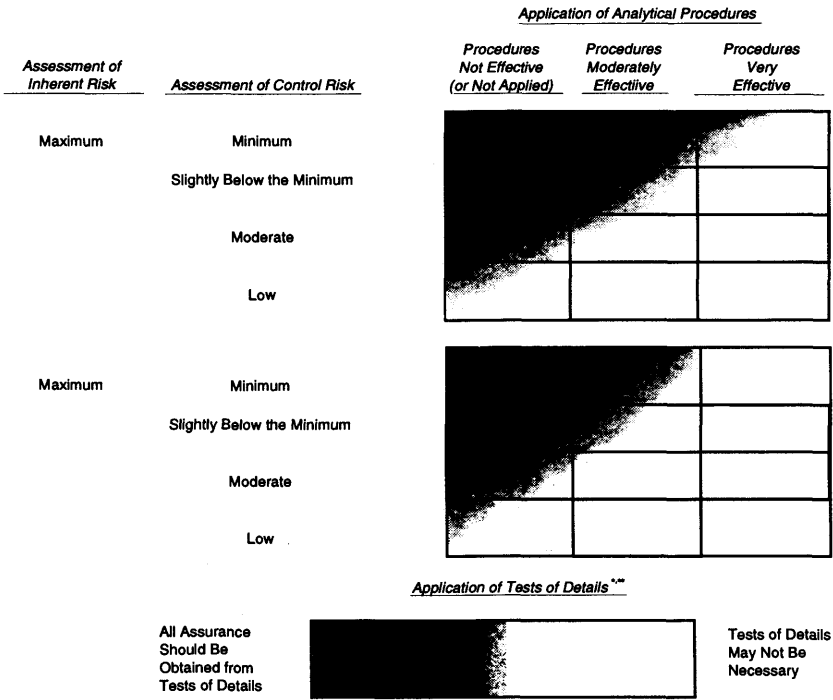 Application of Analytical Procedures
Assessment of
Inherent Risk
Assessment of Control Risk
Procedures
Not Effective
(or Not Applied)
Procedures
Moderately
Effectiive
Procedures
Very
Effective
Maximum
Minimum
Slightly Below the Minimum
Moderate
Low
Maximum
Minimum
Slightly Below the Minimum
Moderate
Low
Application of Tests of Details *,**
All Assurance
Should Be
Obtained from
Tests of Details
Tests of Details
May Not Be
Necessary